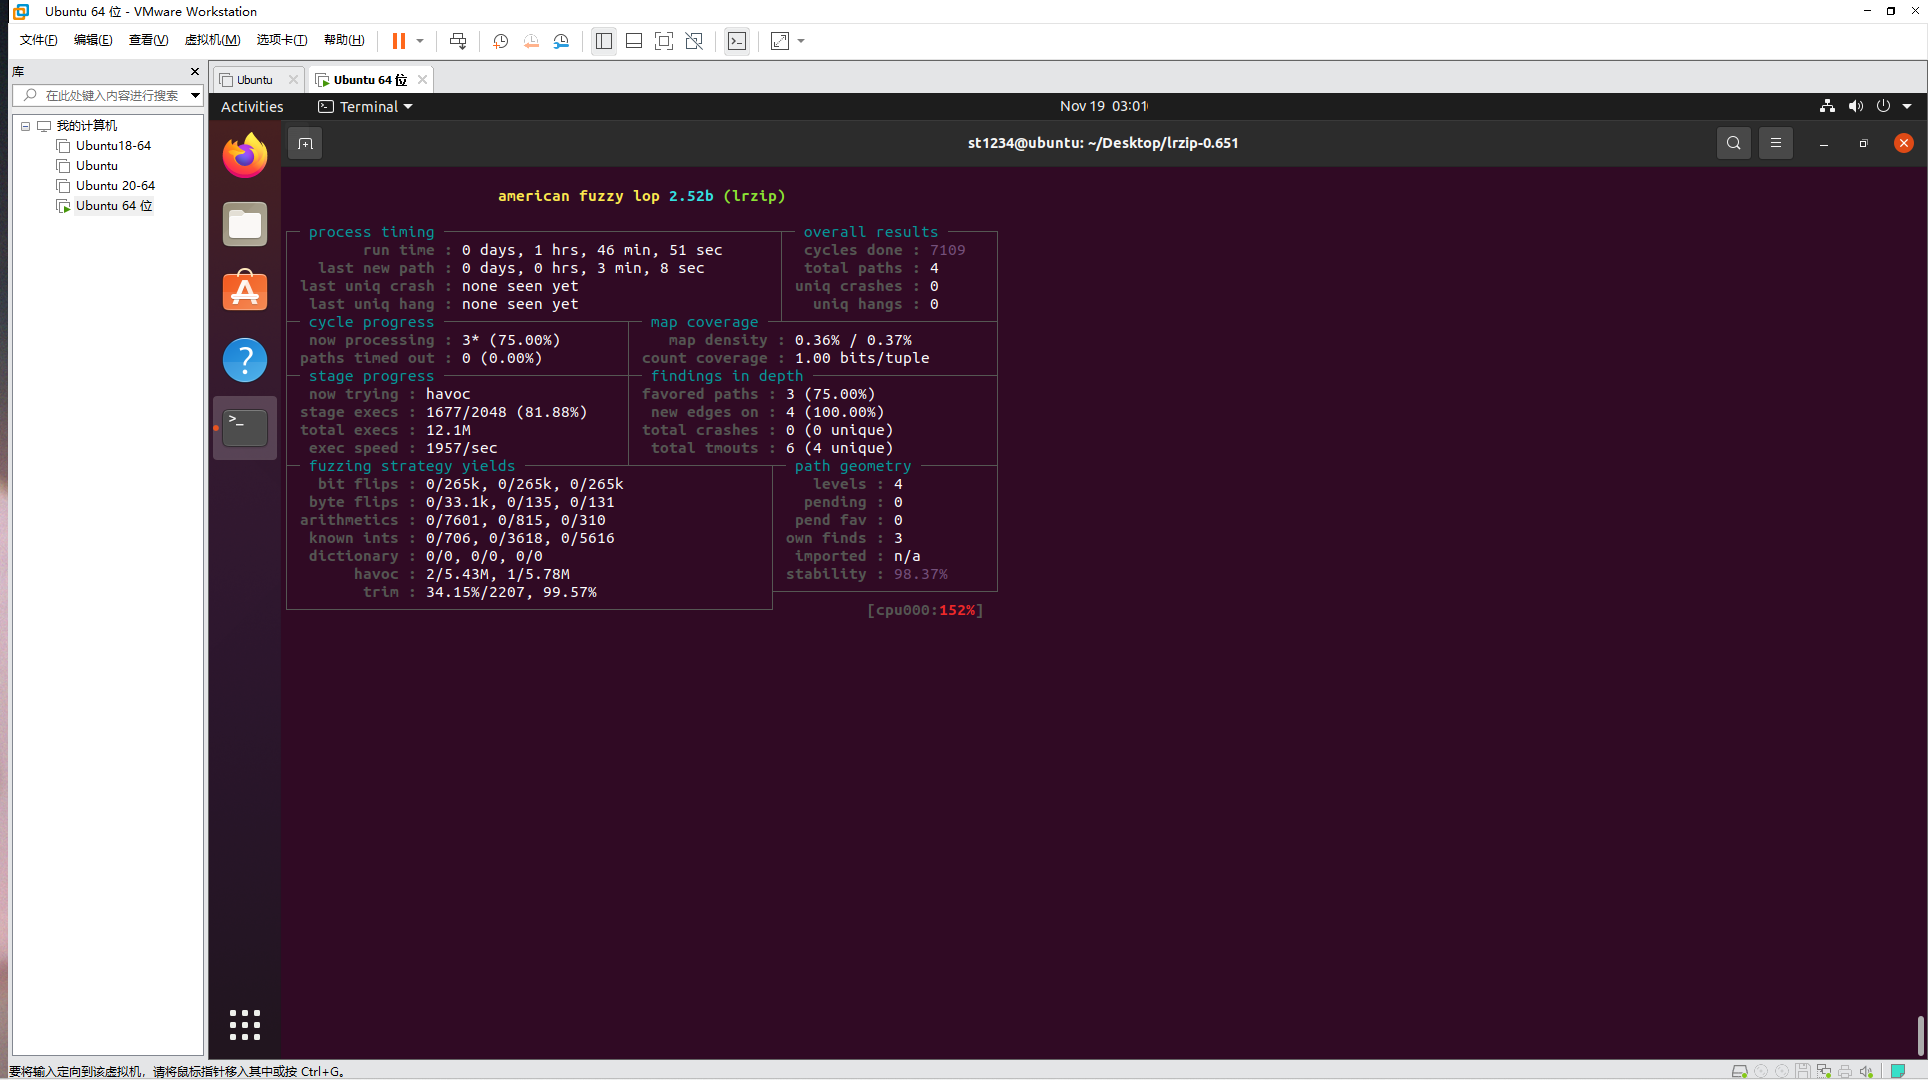 Ubuntu 64 位 - VMware Workstation
文件(F) 编辑(E) 查看(V) 虚拟机(M) 选项卡(T) 帮助(H)
库
在此处键入内容进行搜索
我的计算机
Ubuntu18-64
Ubuntu
Ubuntu 20-64
Ubuntu 64 位
Ubuntu
Ubuntu 64 位
Activities
Terminal
Nov 19 03:01
st1234@ubuntu: ~/Desktop/lrzip-0.651
american fuzzy lop 2.52b (lrzip)
process timing
run time : 0 days, 1 hrs, 46 min, 51 sec
last new path : 0 days, 0 hrs, 3 min, 8 sec
last uniq crash : none seen yet
last uniq hang : none seen yet
overall results
cycles done : 7109
total paths : 4
uniq crashes : 0
uniq hangs : 0
cycle progress
now processing : 3* (75.00%)
paths timed out : 0 (0.00%)
map coverage
map density : 0.36% / 0.37%
count coverage : 1.00 bits/tuple
stage progress
now trying : havoc
stage execs : 1677/2048 (81.88%)
total execs : 12.1M
exec speed : 1957/sec
findings in depth
favored paths : 3 (75.00%)
new edges on : 4 (100.00%)
total crashes : 0 (0 unique)
total tmouts : 6 (4 unique)
fuzzing strategy yields
bit flips : 0/265k, 0/265k, 0/265k
byte flips : 0/33.1k, 0/135, 0/131
arithmetics : 0/7601, 0/815, 0/310
known ints : 0/706, 0/3618, 0/5616
dictionary : 0/0, 0/0, 0/0
havoc : 2/5.43M, 1/5.78M
trim : 34.15%/2207, 99.57%
path geometry
levels : 4
pending : 0
pend fav : 0
own finds : 3
imported : n/a
stability : 98.37%
[cpu000:152%]
要将输入定向到该虚拟机，请将鼠标指针移入其中或按 Ctrl+G。